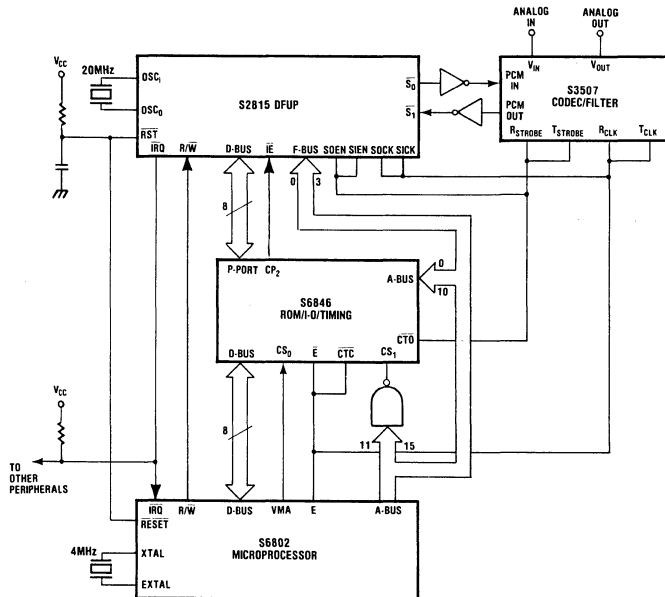 ANALOG IN
ANALOG OUT
VCC
20MHz
OSC1
OSC0
S2815 DFUP
S0
S1
PCM IN
PCM OUT
VIN
VOUT
S3507
CODEC/FILTER
RSTROBE
TSTROBE
RCLK
TCLK
RST
IRQ
R/W
D-BUS
IE
F-BUS
SOEN
SIEN
SOCK
SICK
0
3
8
P-PORT
CP2
A-BUS
0
10
S6846
ROM/I-O/TIMING
CTO
D-BUS
CS0
E
CTC
CS1
VCC
8
11
15
TO OTHER PERIPHERALS
IRQ
R/W
D-BUS
VMA
E
A-BUS
RESET
S6802
MICROPROCESSOR
4MHz
XTAL
EXTAL